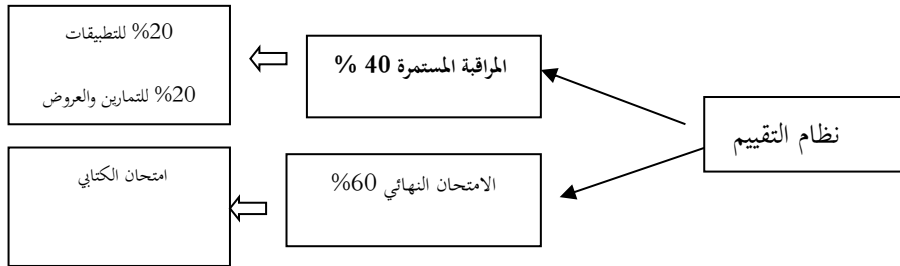 نظام التقييم
المراقبة المستمرة 40 %
20% للتطبيقات
20% للتمارين والعروض
الامتحان النهائي 60%
امتحان الكتابي